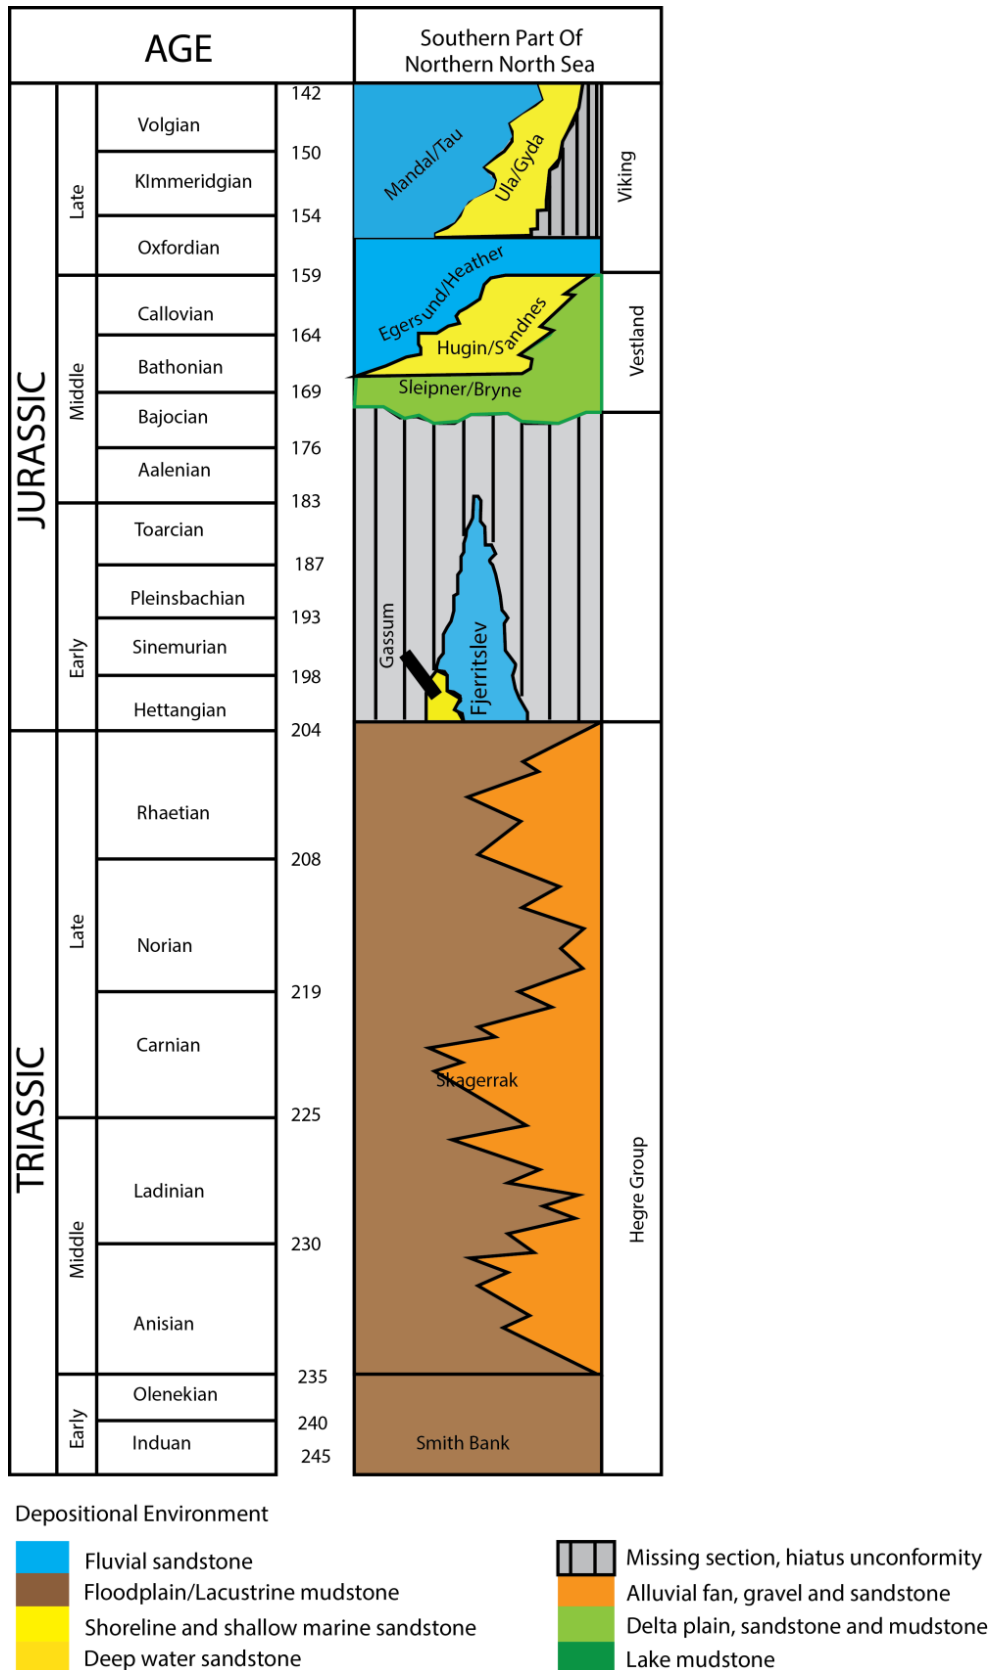 AGE
Southern Part Of
Northern North Sea
JURASSIC
Late
Volgian
KImmeridgian
Oxfordian
Middle
Callovian
Bathonian
Bajocian
Aalenian
Early
Toarcian
Pleinsbachian
Sinemurian
Hettangian
TRIASSIC
Late
Rhaetian
Norian
Carnian
Middle
Ladinian
Anisian
Early
Olenekian
Induan
142
150
154
159
164
169
176
183
187
193
198
204
208
219
225
230
235
240
245
Mandal/Tau
Ula/Gyda
Egersund/Heather
Hugin/Sandnes
Sleipner/Bryne
Gassum
Fjerritslev
Skagerrak
Smith Bank
Viking
Vestland
Hegre Group
Depositional Environment
Fluvial sandstone
Floodplain/Lacustrine mudstone
Shoreline and shallow marine sandstone
Deep water sandstone
Missing section, hiatus unconformity
Alluvial fan, gravel and sandstone
Delta plain, sandstone and mudstone
Lake mudstone